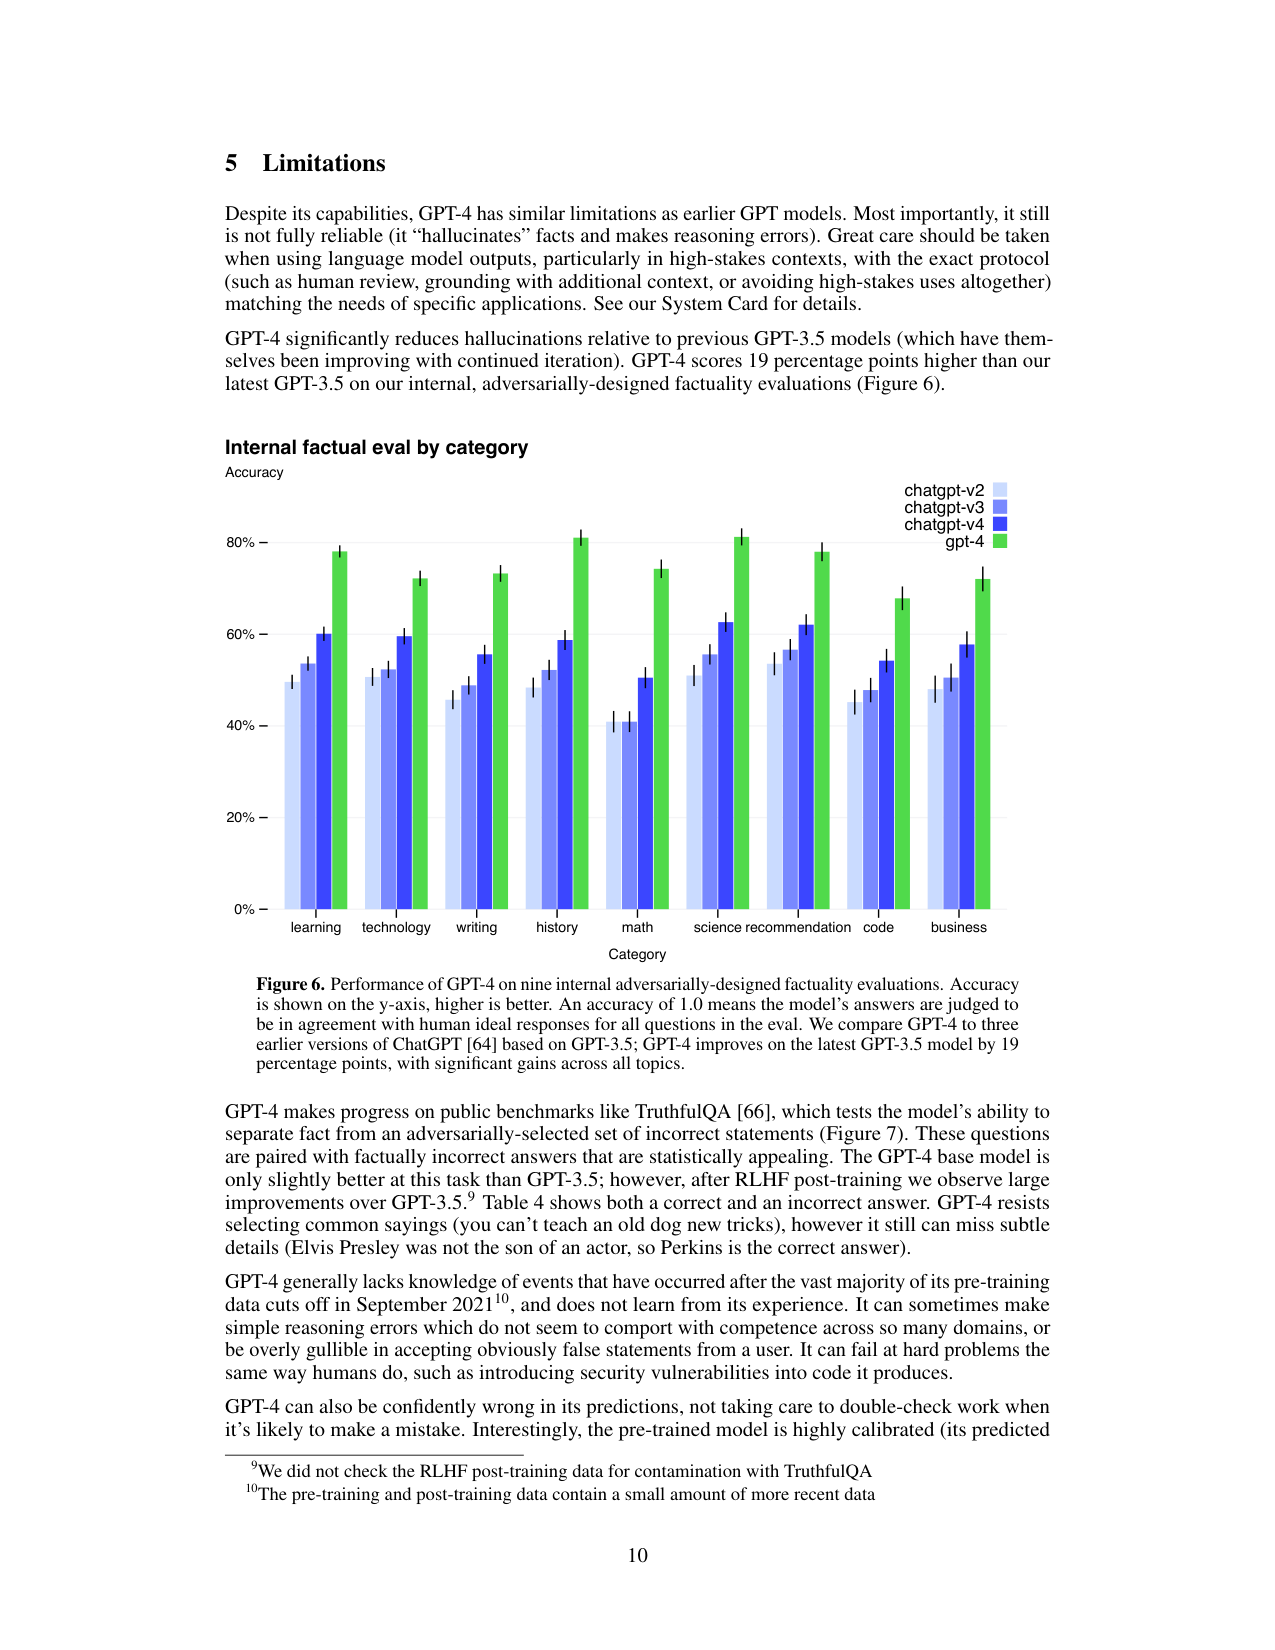 5 Limitations
Despite its capabilities, GPT-4 has similar limitations as earlier GPT models. Most importantly, it still
is not fully reliable (it “hallucinates” facts and makes reasoning errors). Great care should be taken
when using language model outputs, particularly in high-stakes contexts, with the exact protocol
(such as human review, grounding with additional context, or avoiding high-stakes uses altogether)
matching the needs of specific applications. See our System Card for details.
GPT-4 significantly reduces hallucinations relative to previous GPT-3.5 models (which have them-
selves been improving with continued iteration). GPT-4 scores 19 percentage points higher than our
latest GPT-3.5 on our internal, adversarially-designed factuality evaluations (Figure 6).
Internal factual eval by category
Accuracy
chatgpt-v2
chatgpt-v3
chatgpt-v4
gpt-4
80%
60%
40%
20%
0%
learning technology writing history math science recommendation code business
Category
Figure 6. Performance of GPT-4 on nine internal adversarially-designed factuality evaluations. Accuracy
is shown on the y-axis, higher is better. An accuracy of 1.0 means the model’s answers are judged to
be in agreement with human ideal responses for all questions in the eval. We compare GPT-4 to three
earlier versions of ChatGPT [64] based on GPT-3.5; GPT-4 improves on the latest GPT-3.5 model by 19
percentage points, with significant gains across all topics.
GPT-4 makes progress on public benchmarks like TruthfulQA [66], which tests the model’s ability to
separate fact from an adversarially-selected set of incorrect statements (Figure 7). These questions
are paired with factually incorrect answers that are statistically appealing. The GPT-4 base model is
only slightly better at this task than GPT-3.5; however, after RLHF post-training we observe large
improvements over GPT-3.5.⁹ Table 4 shows both a correct and an incorrect answer. GPT-4 resists
selecting common sayings (you can’t teach an old dog new tricks), however it still can miss subtle
details (Elvis Presley was not the son of an actor, so Perkins is the correct answer).
GPT-4 generally lacks knowledge of events that have occurred after the vast majority of its pre-training
data cuts off in September 2021¹⁰, and does not learn from its experience. It can sometimes make
simple reasoning errors which do not seem to comport with competence across so many domains, or
be overly gullible in accepting obviously false statements from a user. It can fail at hard problems the
same way humans do, such as introducing security vulnerabilities into code it produces.
GPT-4 can also be confidently wrong in its predictions, not taking care to double-check work when
it’s likely to make a mistake. Interestingly, the pre-trained model is highly calibrated (its predicted
⁹We did not check the RLHF post-training data for contamination with TruthfulQA
¹⁰The pre-training and post-training data contain a small amount of more recent data
10